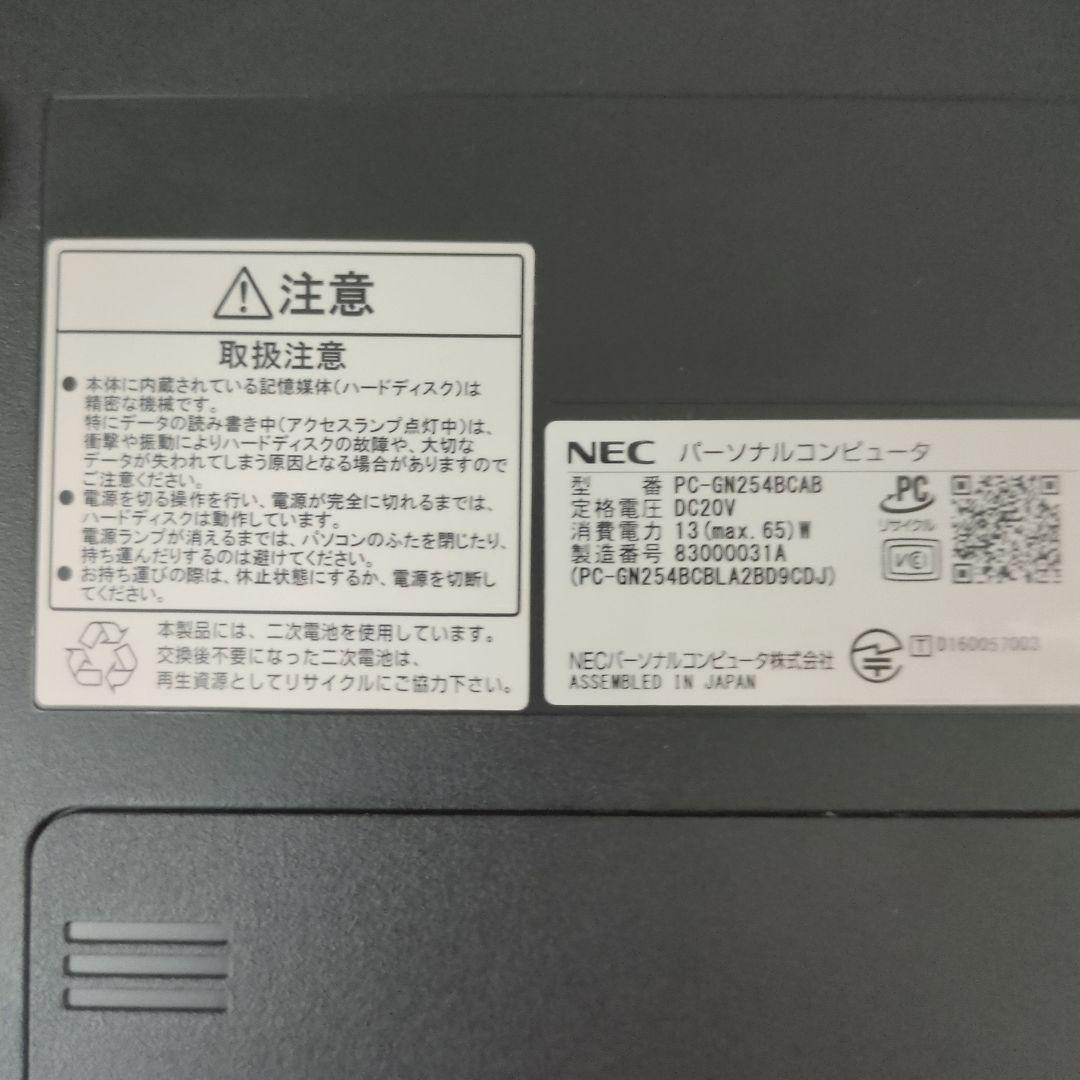 注意
取扱注意
● 本体に内蔵されている記憶媒体(ハードディスク)は
精密な機械です。
特にデータの読み書き中(アクセスランプ点灯中)は、
衝撃や振動によりハードディスクの故障や、大切な
データが失われてしまう原因となる場合がありますので
ご注意ください。
● 電源を切る操作を行い、電源が完全に切れるまでは、
ハードディスクは動作しています。
電源ランプが消えるまでは、パソコンのふたを閉じたり、
持ち運んだりするのは避けてください。
● お持ち運びの際は、休止状態にするか、電源を切断し
てください。
本製品には、二次電池を使用しています。
交換後不要になった二次電池は、
再生資源としてリサイクルにご協力下さい。
NEC パーソナルコンピュータ
型 番 PC-GN254BCAB
定格電圧 DC20V
消費電力 13(max.65)W
製造番号 83000031A
(PC-GN254BCBLA2BD9CDJ)
PC
リサイクル
VC
NECパーソナルコンピュータ株式会社
ASSEMBLED IN JAPAN
T D160057003